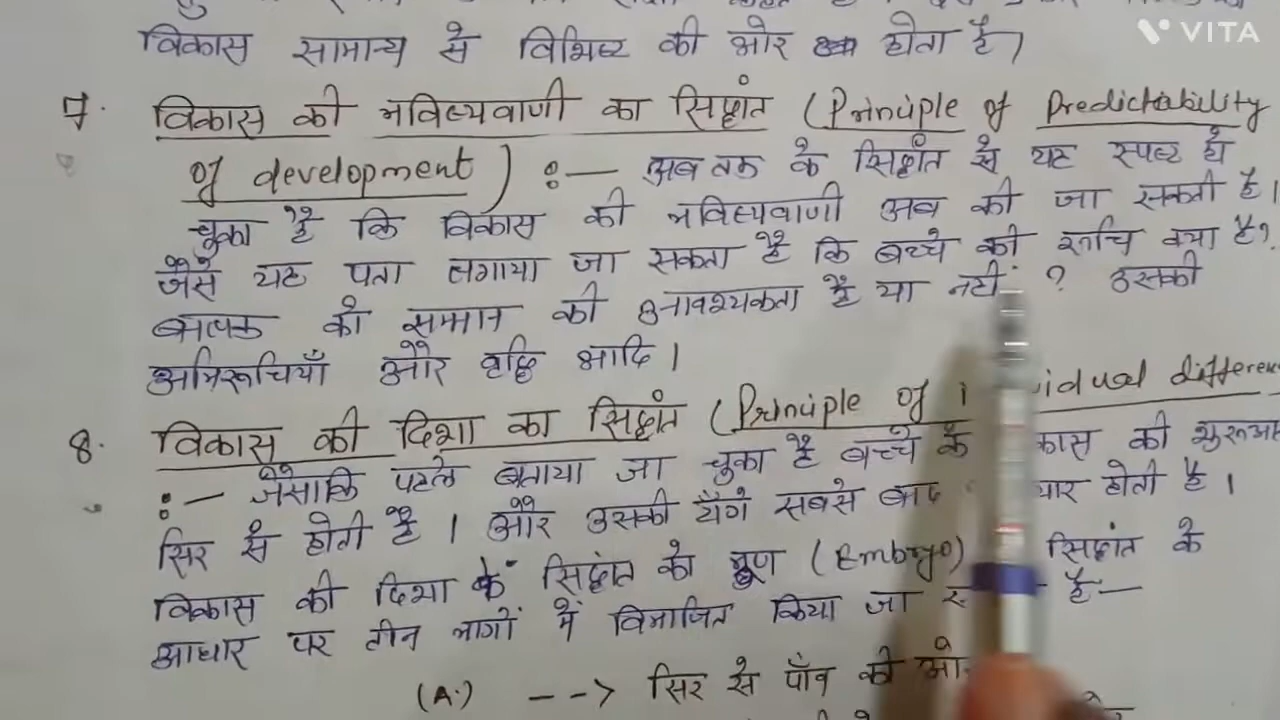 VITA
विकास सामान्य से विशिष्ट की ओर होता है।
7. विकास की भविष्यवाणी का सिद्धांत (Principle of Predictability
of development) :— अब तक के सिद्धांत से यह स्पष्ट हो
चुका है कि विकास की भविष्यवाणी अब की जा सकती है।
जैसे यह पता लगाया जा सकता है कि बच्चे की रूचि क्या है?
बालक को सम्मान की आवश्यकता है या नहीं ? उसकी
अभिरूचियाँ और वृद्धि आदि।
8. विकास की दिशा का सिद्धांत (Principle of
:— जैसाकि पहले बताया जा चुका है बच्चे के की
सिर से होती है। और उसकी टाँगे सबसे बाद होती है।
विकास की दिशा के सिद्धांत को भ्रूण (Embryo) सिद्धांत के
आधार पर तीन भागों में विभाजित किया जा है—
(A.) --> सिर से पाँव की